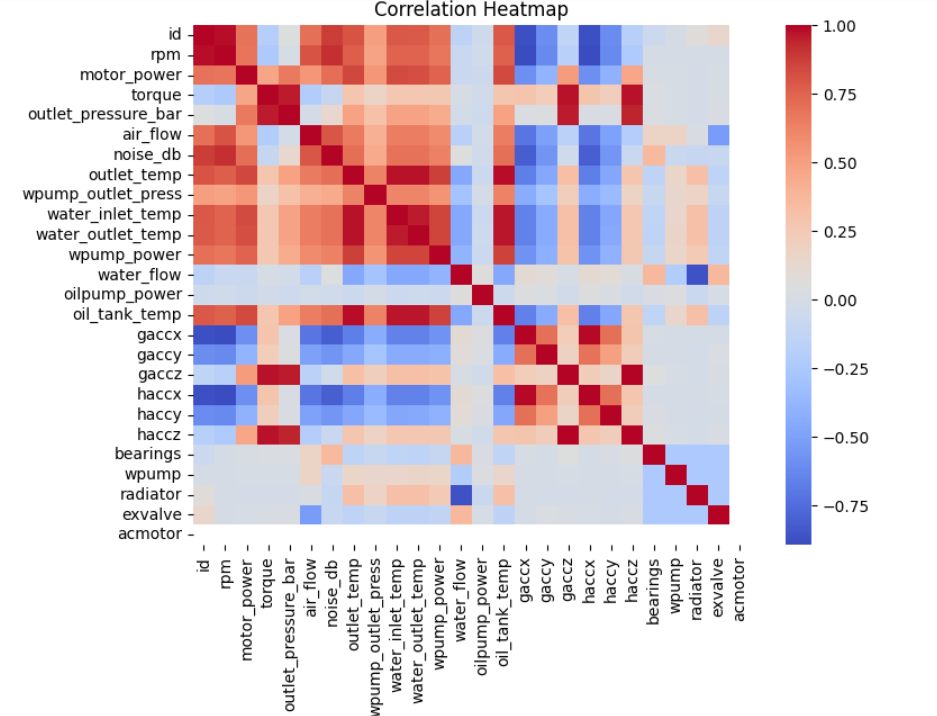 Correlation Heatmap
id
rpm
motor_power
torque
outlet_pressure_bar
air_flow
noise_db
outlet_temp
wpump_outlet_press
water_inlet_temp
water_outlet_temp
wpump_power
water_flow
oilpump_power
oil_tank_temp
gaccx
gaccy
gaccz
haccx
haccy
haccz
bearings
wpump
radiator
exvalve
acmotor
id
rpm
motor_power
torque
outlet_pressure_bar
air_flow
noise_db
outlet_temp
wpump_outlet_press
water_inlet_temp
water_outlet_temp
wpump_power
water_flow
oilpump_power
oil_tank_temp
gaccx
gaccy
gaccz
haccx
haccy
haccz
bearings
wpump
radiator
exvalve
acmotor
1.00
0.75
0.50
0.25
0.00
−0.25
−0.50
−0.75